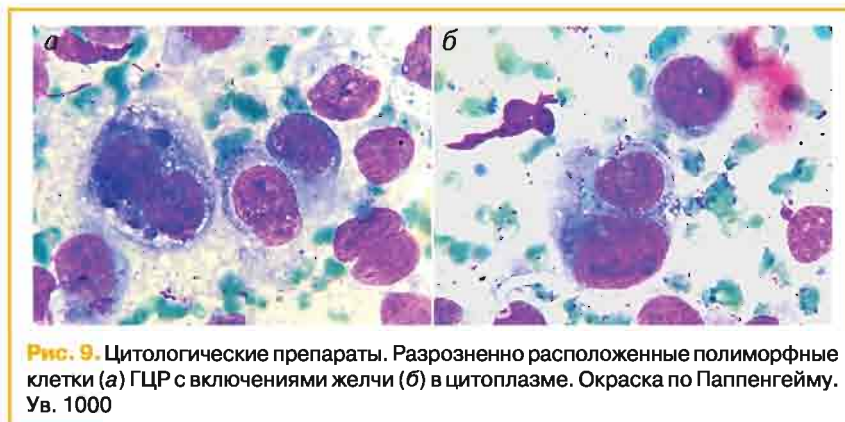 а б
Рис. 9. Цитологические препараты. Разрозненно расположенные полиморфные
клетки (а) ГЦР с включениями желчи (б) в цитоплазме. Окраска по Паппенгейму.
Ув. 1000